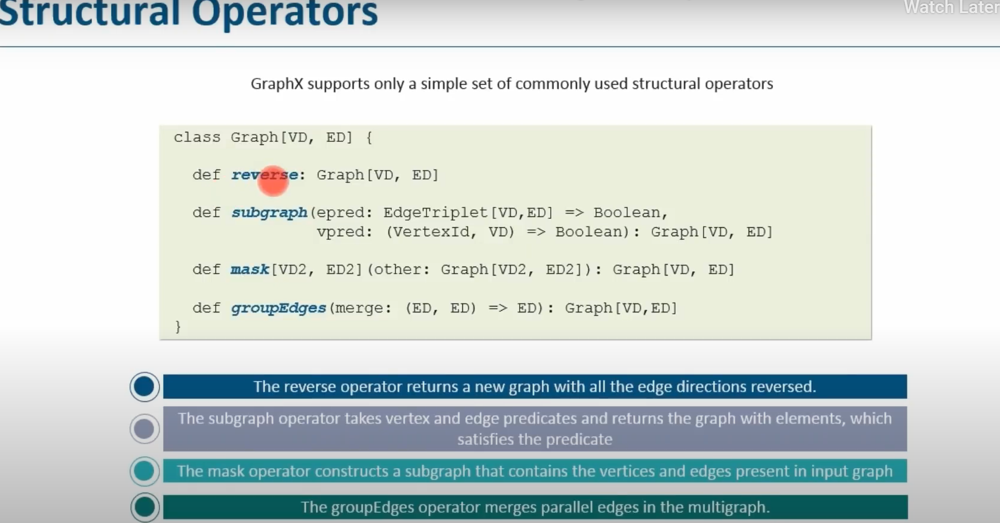 Structural Operators
Watch Later
GraphX supports only a simple set of commonly used structural operators
class Graph[VD, ED] {
def reverse: Graph[VD, ED]
def subgraph(epred: EdgeTriplet[VD,ED] => Boolean,
vpred: (VertexId, VD) => Boolean): Graph[VD, ED]
def mask[VD2, ED2](other: Graph[VD2, ED2]): Graph[VD, ED]
def groupEdges(merge: (ED, ED) => ED): Graph[VD,ED]
}
The reverse operator returns a new graph with all the edge directions reversed.
The subgraph operator takes vertex and edge predicates and returns the graph with elements, which
satisfies the predicate
The mask operator constructs a subgraph that contains the vertices and edges present in input graph
The groupEdges operator merges parallel edges in the multigraph.